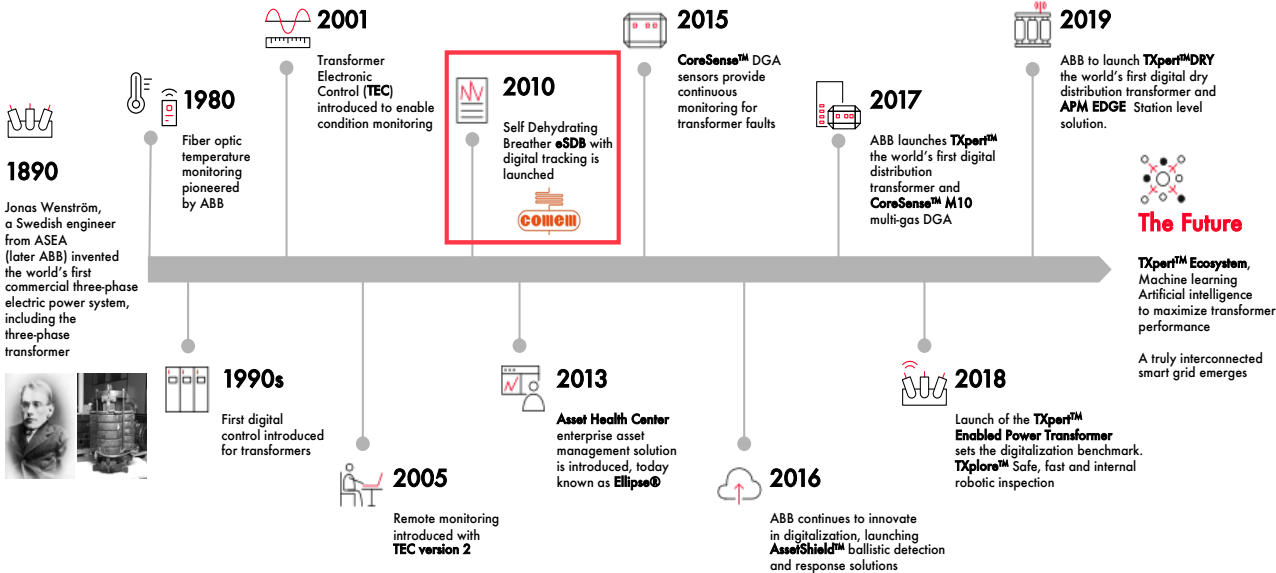 1890
Jonas Wenström,
a Swedish engineer
from ASEA
(later ABB) invented
the world's first
commercial three-phase
electric power system,
including the
three-phase
transformer
1980
Fiber optic
temperature
monitoring
pioneered
by ABB
1990s
First digital
control introduced
for transformers
2001
Transformer
Electronic
Control (TEC)
introduced to enable
condition monitoring
2005
Remote monitoring
introduced with
TEC version 2
2010
Self Dehydrating
Breather eSDB with
digital tracking is
launched
comem
2013
Asset Health Center
enterprise asset
management solution
is introduced, today
known as Ellipse®
2015
CoreSense™ DGA
sensors provide
continuous
monitoring for
transformer faults
2016
ABB continues to innovate
in digitalization, launching
AssetShield™ ballistic detection
and response solutions
2017
ABB launches TXpert™
the world's first digital
distribution
transformer and
CoreSense™ M10
multi-gas DGA
2018
Launch of the TXpert™
Enabled Power Transformer
sets the digitalization benchmark.
TXplore™ Safe, fast and internal
robotic inspection
2019
ABB to launch TXpert™DRY
the world's first digital dry
distribution transformer and
APM EDGE Station level
solution.
The Future
TXpert™ Ecosystem,
Machine learning
Artificial intelligence
to maximize transformer
performance
A truly interconnected
smart grid emerges